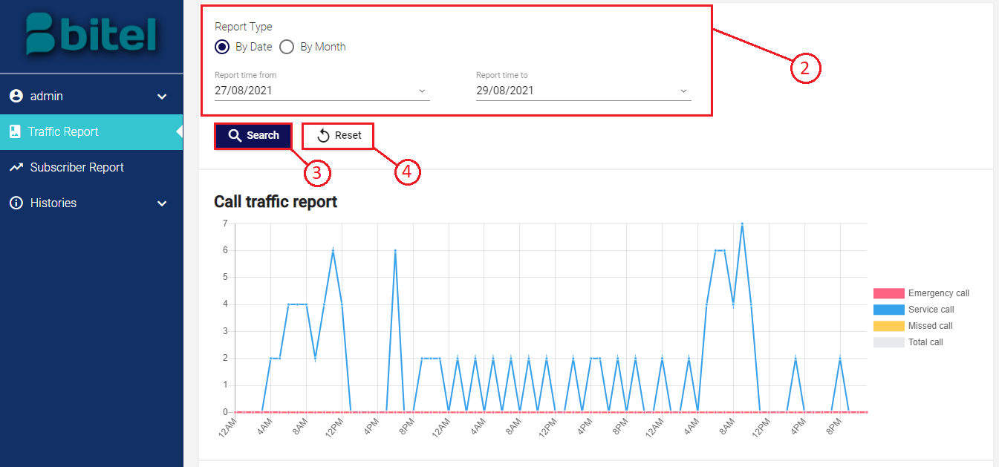 bitel
admin
Traffic Report
Subscriber Report
Histories
Report Type
By Date By Month
Report time from Report time to
27/08/2021 29/08/2021
2
Search Reset
3 4
Call traffic report
7
6
5
4
3
2
1
0
12AM 4AM 8AM 12PM 4PM 8PM 12AM 4AM 8AM 12PM 4PM 8PM 12AM 4AM 8AM 12PM 4PM 8PM
Emergency call
Service call
Missed call
Total call